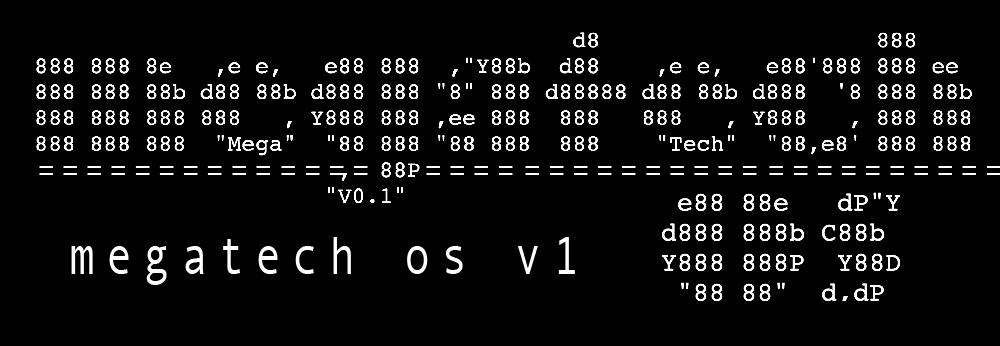 d8                     888
888 888 8e   ,e e,   e88 888  ,"Y88b  d88    ,e e,   e88'888 888 ee
888 888 88b d88 88b d888 888 "8" 888 d88888 d88 88b d888  '8 888 88b
888 888 888 888   , Y888 888 ,ee 888  888   888   , Y888   , 888 888
888 888 888  "Mega"  "88 888 "88 888  888    "Tech"  "88,e8' 888 888
==========================, 88P====================================
"V0.1"
e88 88e   dP"Y
d888 888b C88b
megatech os v1
Y888 888P  Y88D
"88 88"  d,dP